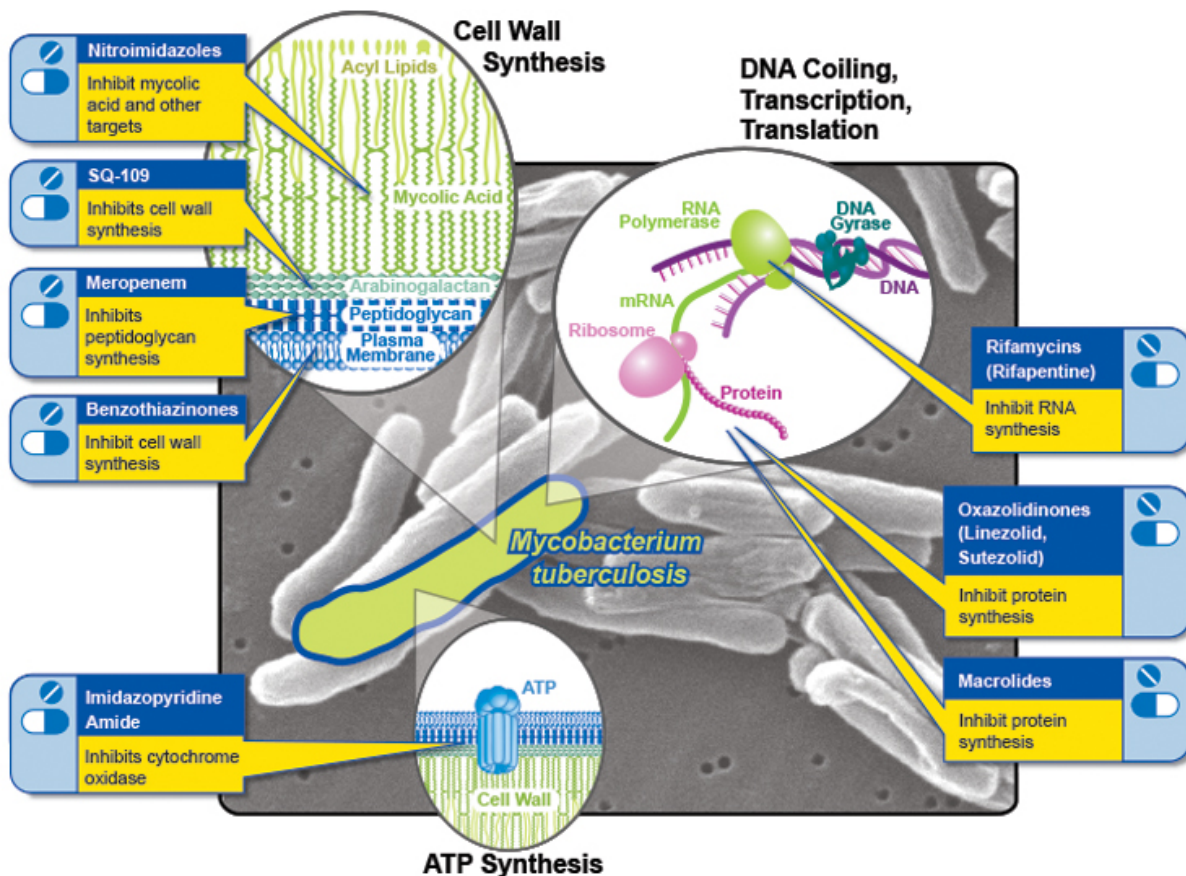 Cell Wall
Synthesis
Nitroimidazoles
Inhibit mycolic
acid and other
targets
SQ-109
Inhibits cell wall
synthesis
Meropenem
Inhibits
peptidoglycan
synthesis
Benzothiazinones
Inhibit cell wall
synthesis
Acyl Lipids
Mycolic Acid
Arabinogalactan
Peptidoglycan
Plasma
Membrane
DNA Coiling,
Transcription,
Translation
RNA
Polymerase
DNA
Gyrase
DNA
mRNA
Ribosome
Protein
Rifamycins
(Rifapentine)
Inhibit RNA
synthesis
Oxazolidinones
(Linezolid,
Sutezolid)
Inhibit protein
synthesis
Macrolides
Inhibit protein
synthesis
Mycobacterium
tuberculosis
Imidazopyridine
Amide
Inhibits cytochrome
oxidase
ATP
Cell Wall
ATP Synthesis